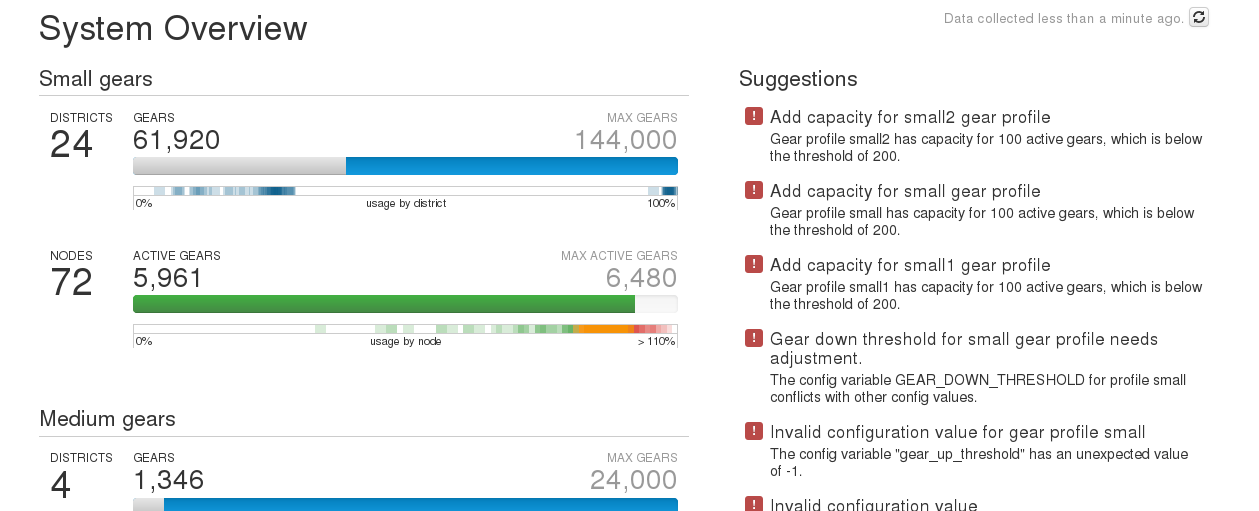 System Overview
Data collected less than a minute ago.
Small gears
DISTRICTS
24
GEARS
61,920
MAX GEARS
144,000
0%
usage by district
100%
NODES
72
ACTIVE GEARS
5,961
MAX ACTIVE GEARS
6,480
0%
usage by node
> 110%
Medium gears
DISTRICTS
4
GEARS
1,346
MAX GEARS
24,000
Suggestions
! Add capacity for small2 gear profile
Gear profile small2 has capacity for 100 active gears, which is below
the threshold of 200.
! Add capacity for small gear profile
Gear profile small has capacity for 100 active gears, which is below
the threshold of 200.
! Add capacity for small1 gear profile
Gear profile small1 has capacity for 100 active gears, which is below
the threshold of 200.
! Gear down threshold for small gear profile needs
adjustment.
The config variable GEAR_DOWN_THRESHOLD for profile small
conflicts with other config values.
! Invalid configuration value for gear profile small
The config variable "gear_up_threshold" has an unexpected value
of -1.
! Invalid configuration value